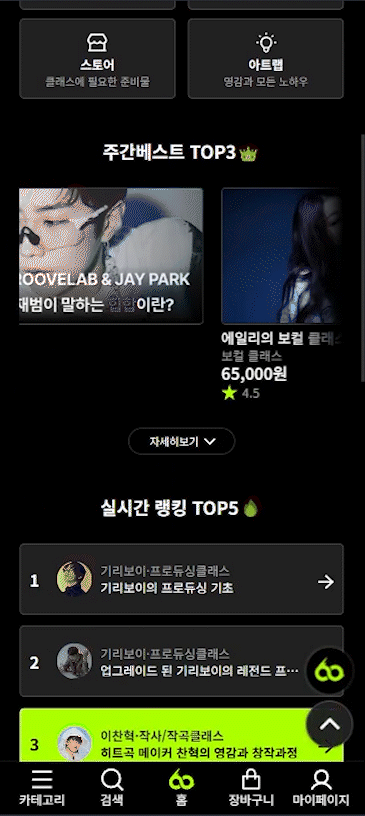 스토어
클래스에 필요한 준비물
아트랩
영감과 모든 노하우
주간베스트 TOP3
ROOVELAB & JAY PARK
재범이 말하는 힙합이란?
에일리의 보컬 클래스
보컬 클래스
65,000원
4.5
자세히보기
실시간 랭킹 TOP5
1
기리보이·프로듀싱클래스
기리보이의 프로듀싱 기초
2
기리보이·프로듀싱클래스
업그레이드 된 기리보이의 레전드 프…
3
이찬혁·작사/작곡클래스
히트곡 메이커 찬혁의 영감과 창작과정
카테고리
검색
홈
장바구니
마이페이지